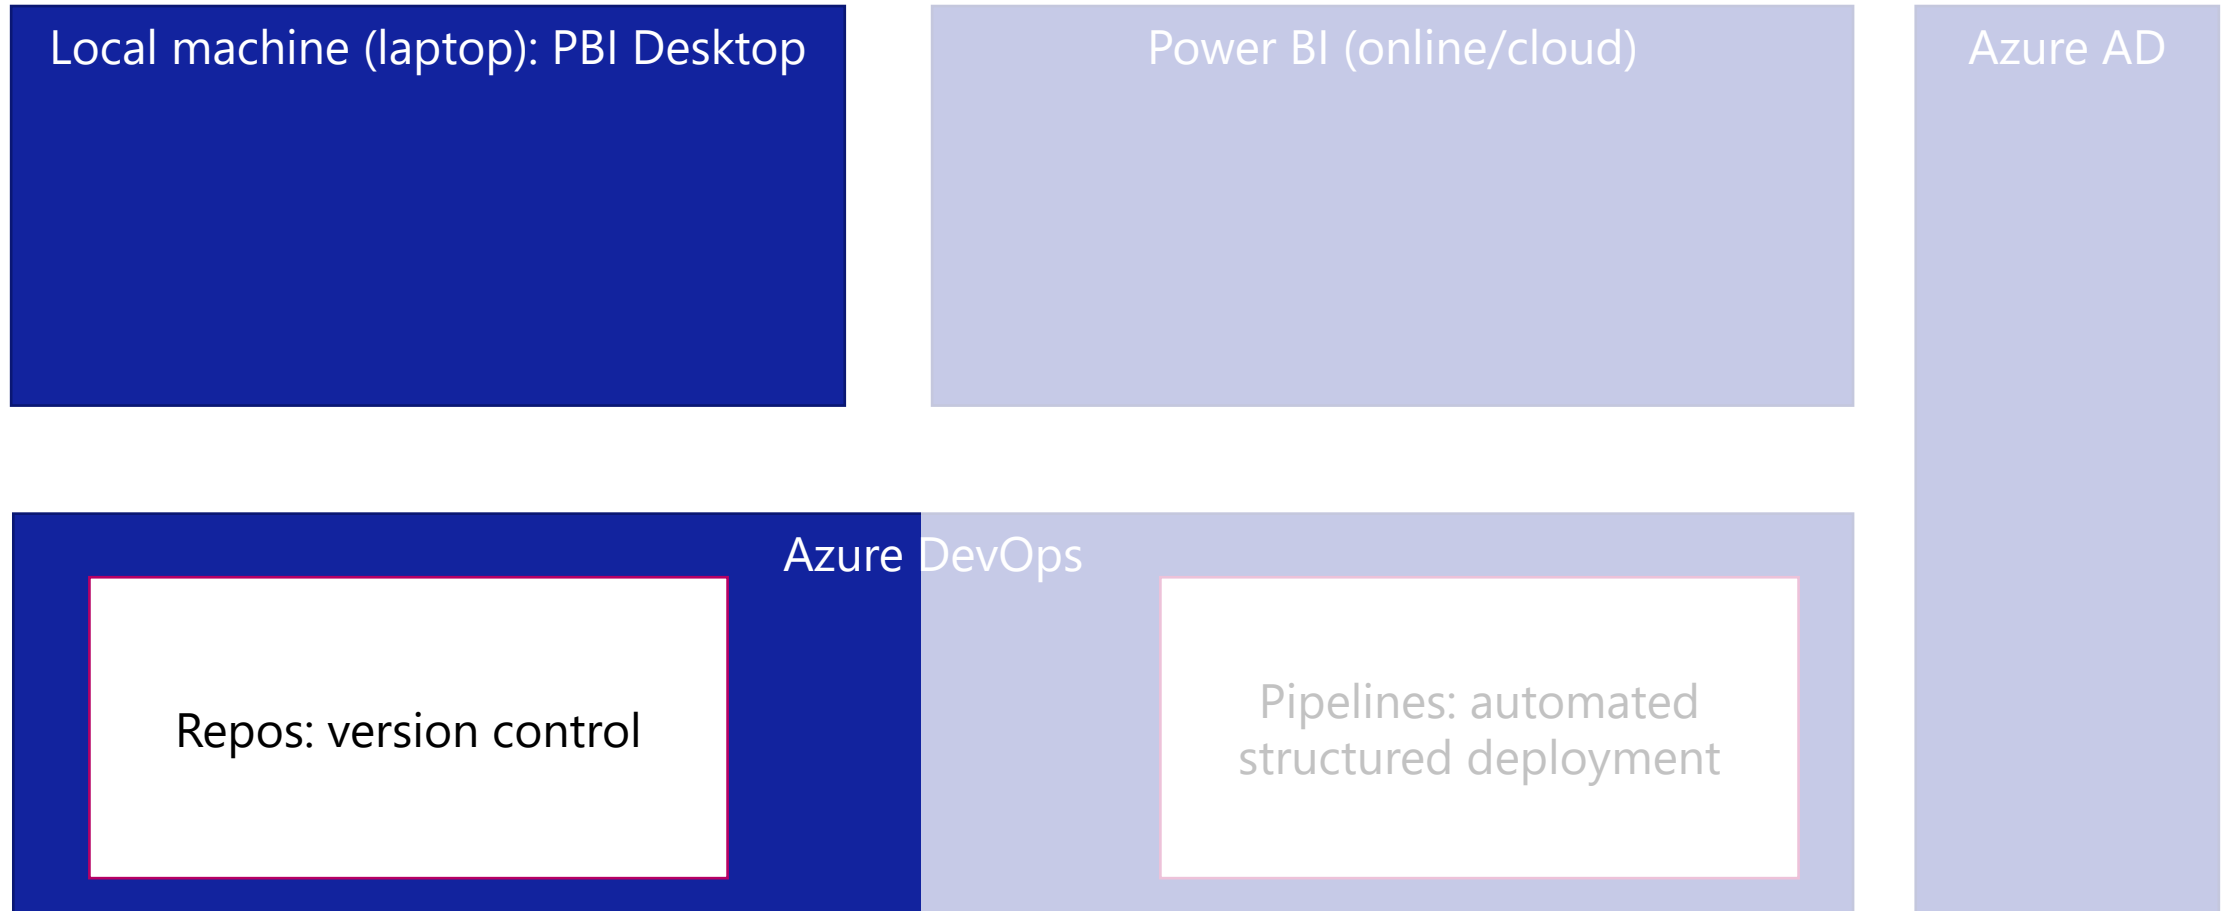 Local machine (laptop): PBI Desktop
Power BI (online/cloud)
Azure AD
Azure DevOps
Repos: version control
Pipelines: automated
structured deployment